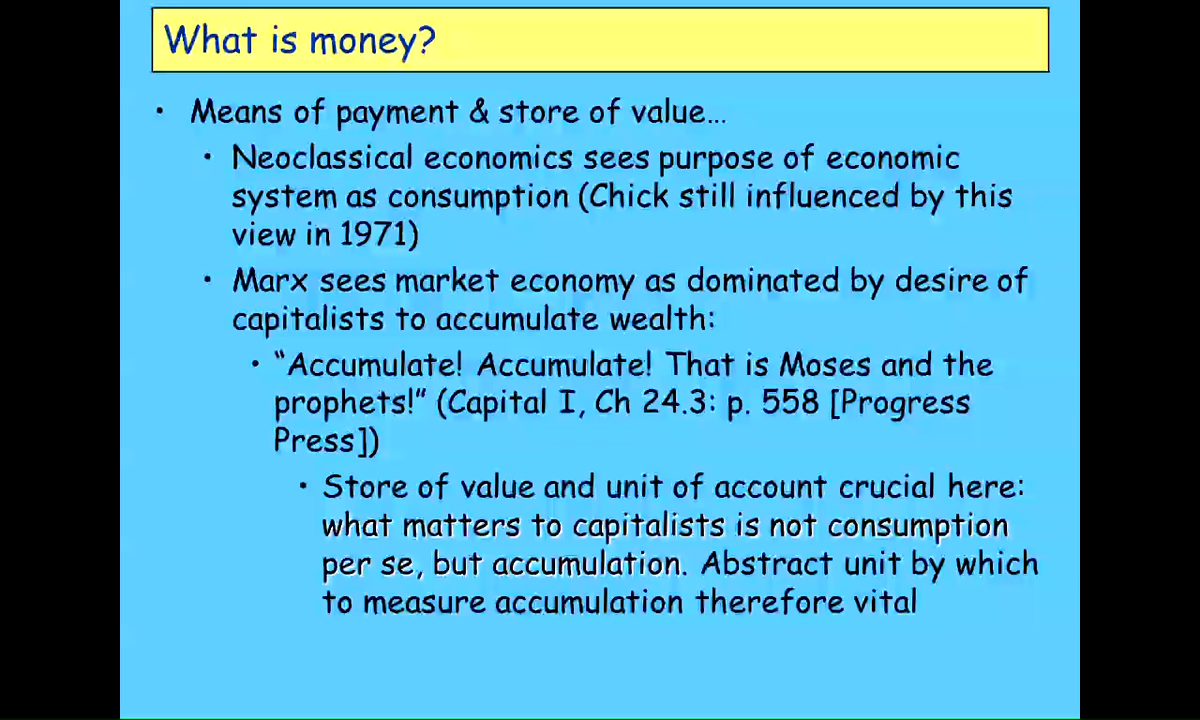 What is money?
• Means of payment & store of value…
• Neoclassical economics sees purpose of economic
system as consumption (Chick still influenced by this
view in 1971)
• Marx sees market economy as dominated by desire of
capitalists to accumulate wealth:
• “Accumulate! Accumulate! That is Moses and the
prophets!” (Capital I, Ch 24.3: p. 558 [Progress
Press])
• Store of value and unit of account crucial here:
what matters to capitalists is not consumption
per se, but accumulation. Abstract unit by which
to measure accumulation therefore vital